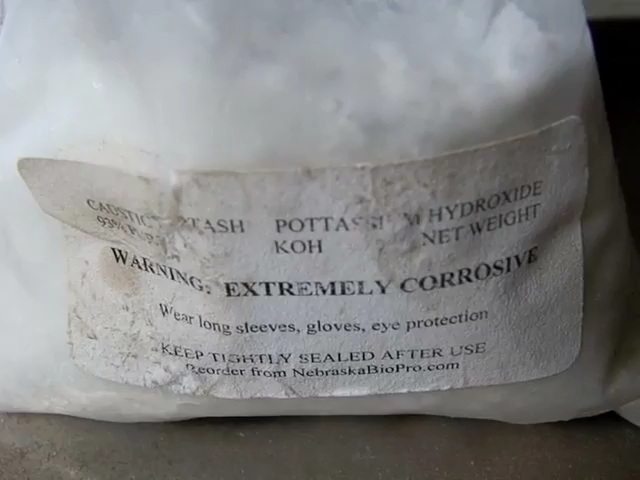 CAUSTIC POTASH POTTASSIUM HYDROXIDE
93% KOH NET WEIGHT
WARNING: EXTREMELY CORROSIVE
Wear long sleeves, gloves, eye protection
KEEP TIGHTLY SEALED AFTER USE
Reorder from NebraskaBioPro.com